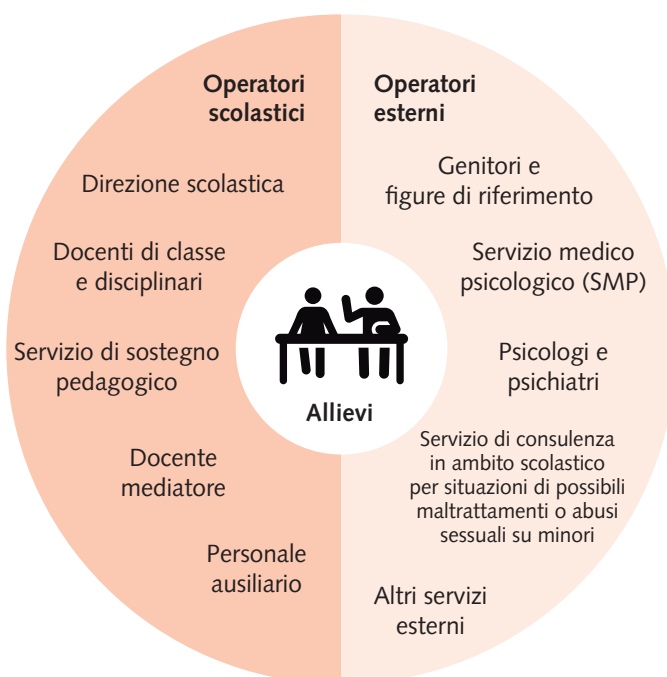 Operatori
scolastici
Direzione scolastica
Docenti di classe
e disciplinari
Servizio di sostegno
pedagogico
Docente
mediatore
Personale
ausiliario
Allievi
Operatori
esterni
Genitori e
figure di riferimento
Servizio medico
psicologico (SMP)
Psicologi e
psichiatri
Servizio di consulenza
in ambito scolastico
per situazioni di possibili
maltrattamenti o abusi
sessuali su minori
Altri servizi
esterni